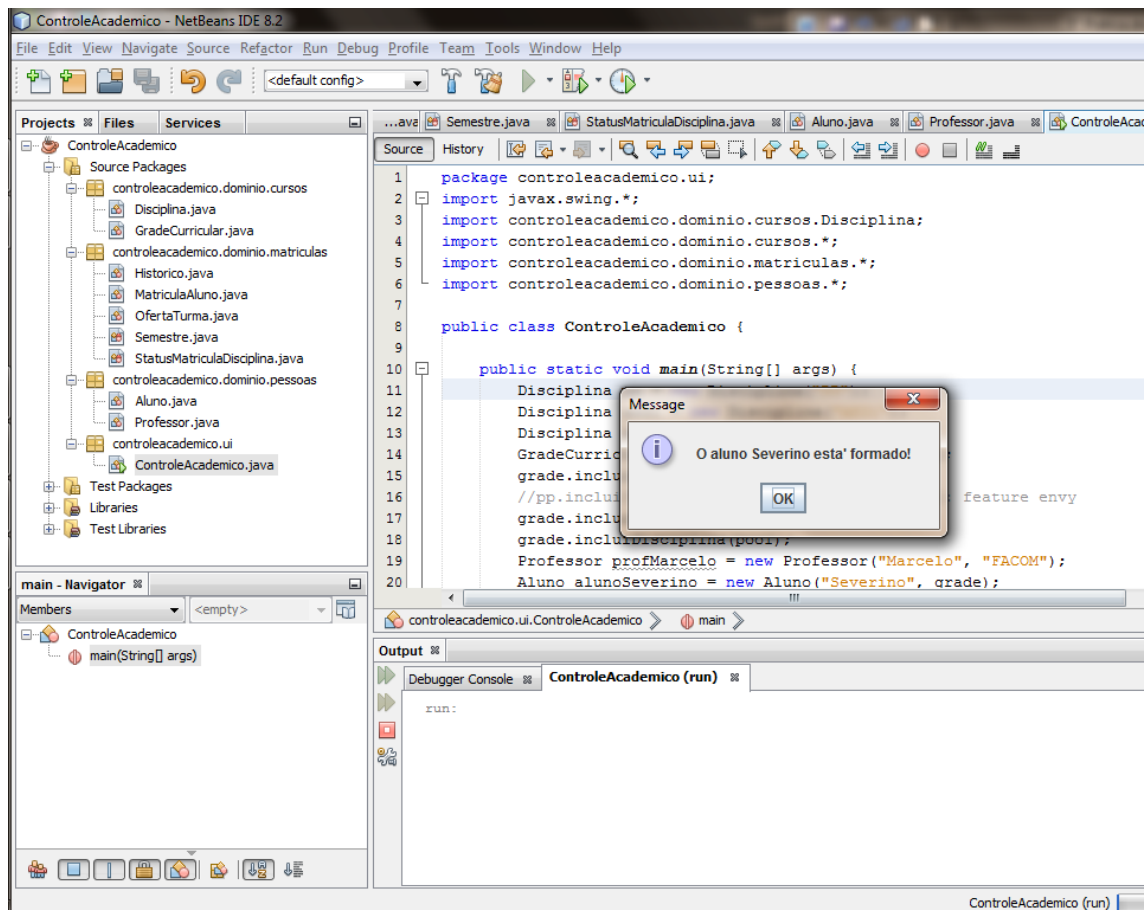 ControleAcademico - NetBeans IDE 8.2
File Edit View Navigate Source Refactor Run Debug Profile Team Tools Window Help
<default config>
Projects Files Services
ControleAcademico
Source Packages
controleacademico.dominio.cursos
Disciplina.java
GradeCurricular.java
controleacademico.dominio.matriculas
Historico.java
MatriculaAluno.java
OfertaTurma.java
Semestre.java
StatusMatriculaDisciplina.java
controleacademico.dominio.pessoas
Aluno.java
Professor.java
controleacademico.ui
ControleAcademico.java
Test Packages
Libraries
Test Libraries
main - Navigator
Members <empty>
ControleAcademico
main(String[] args)
...ava Semestre.java StatusMatriculaDisciplina.java Aluno.java Professor.java ControleAcad
Source History
1 package controleacademico.ui;
2 import javax.swing.*;
3 import controleacademico.dominio.cursos.Disciplina;
4 import controleacademico.dominio.cursos.*;
5 import controleacademico.dominio.matriculas.*;
6 import controleacademico.dominio.pessoas.*;
7
8 public class ControleAcademico {
9
10 public static void main(String[] args) {
11 Disciplina
12 Disciplina
13 Disciplina
14 GradeCurric
15 grade.inclu
16 //pp.inclui feature envy
17 grade.inclu
18 grade.incluiDisciplina(pool);
19 Professor profMarcelo = new Professor("Marcelo", "FACOM");
20 Aluno alunoSeverino = new Aluno("Severino", grade);
Message
O aluno Severino esta' formado!
OK
controleacademico.ui.ControleAcademico main
Output
Debugger Console ControleAcademico (run)
run:
ControleAcademico (run)